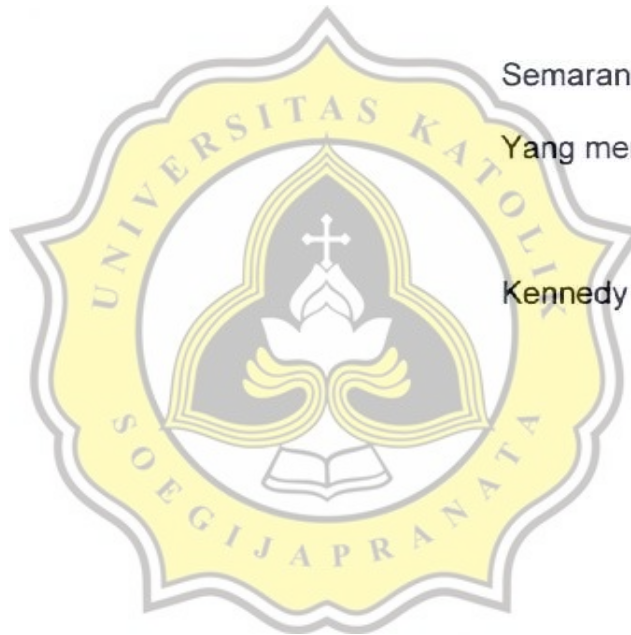 Semaran
Yang me
Kennedy
UNIVERSITAS KATOLIK
SOEGIJAPRANATA